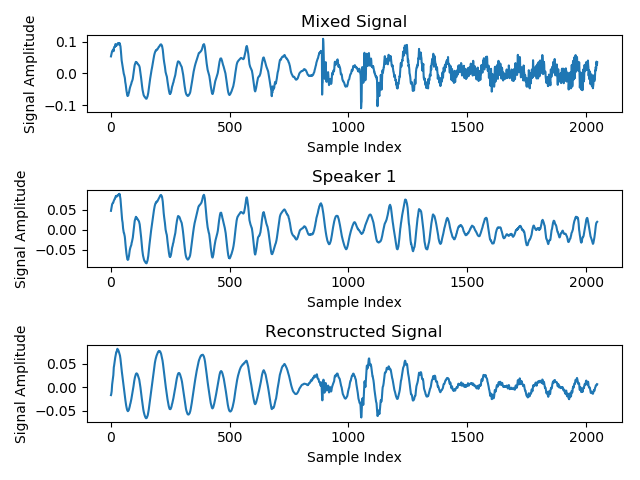 Mixed Signal
Signal Amplitude
0.1
0.0
−0.1
0 500 1000 1500 2000
Sample Index
Speaker 1
Signal Amplitude
0.05
0.00
−0.05
0 500 1000 1500 2000
Sample Index
Reconstructed Signal
Signal Amplitude
0.05
0.00
−0.05
0 500 1000 1500 2000
Sample Index